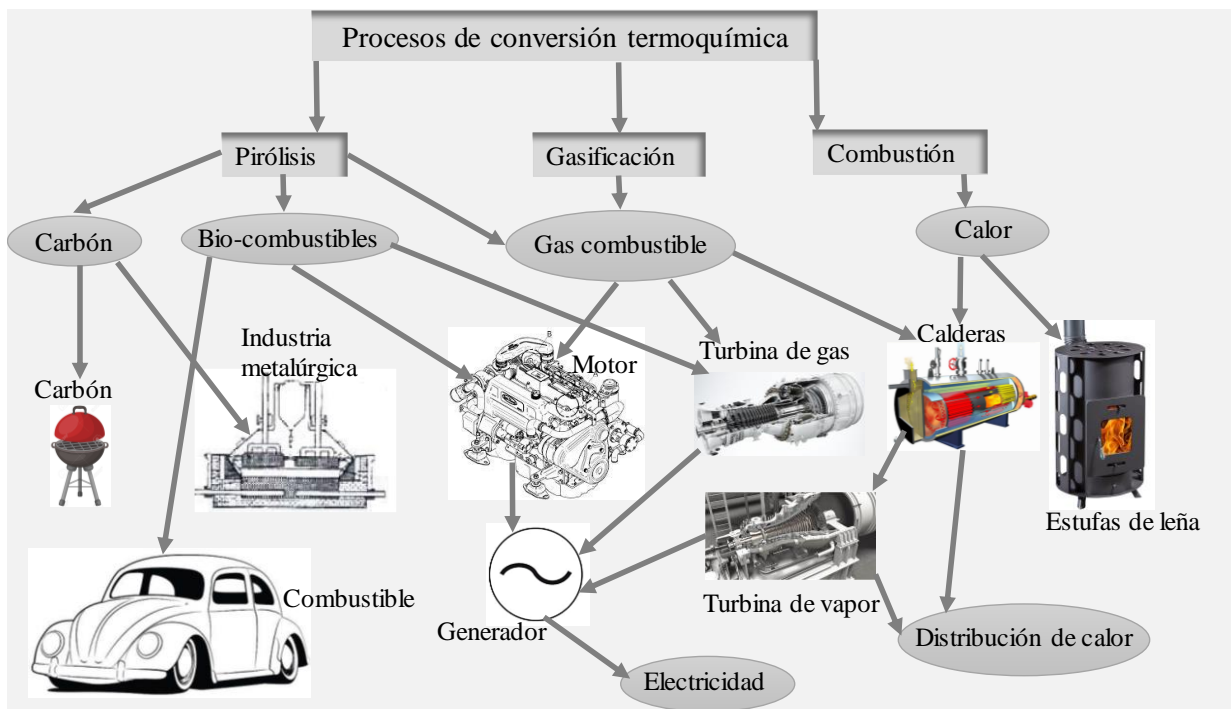 Procesos de conversión termoquímica
Pirólisis
Gasificación
Combustión
Carbón
Bio-combustibles
Gas combustible
Calor
Industria
metalúrgica
Motor
Turbina de gas
Calderas
Carbón
Estufas de leña
Combustible
Generador
Turbina de vapor
Distribución de calor
Electricidad